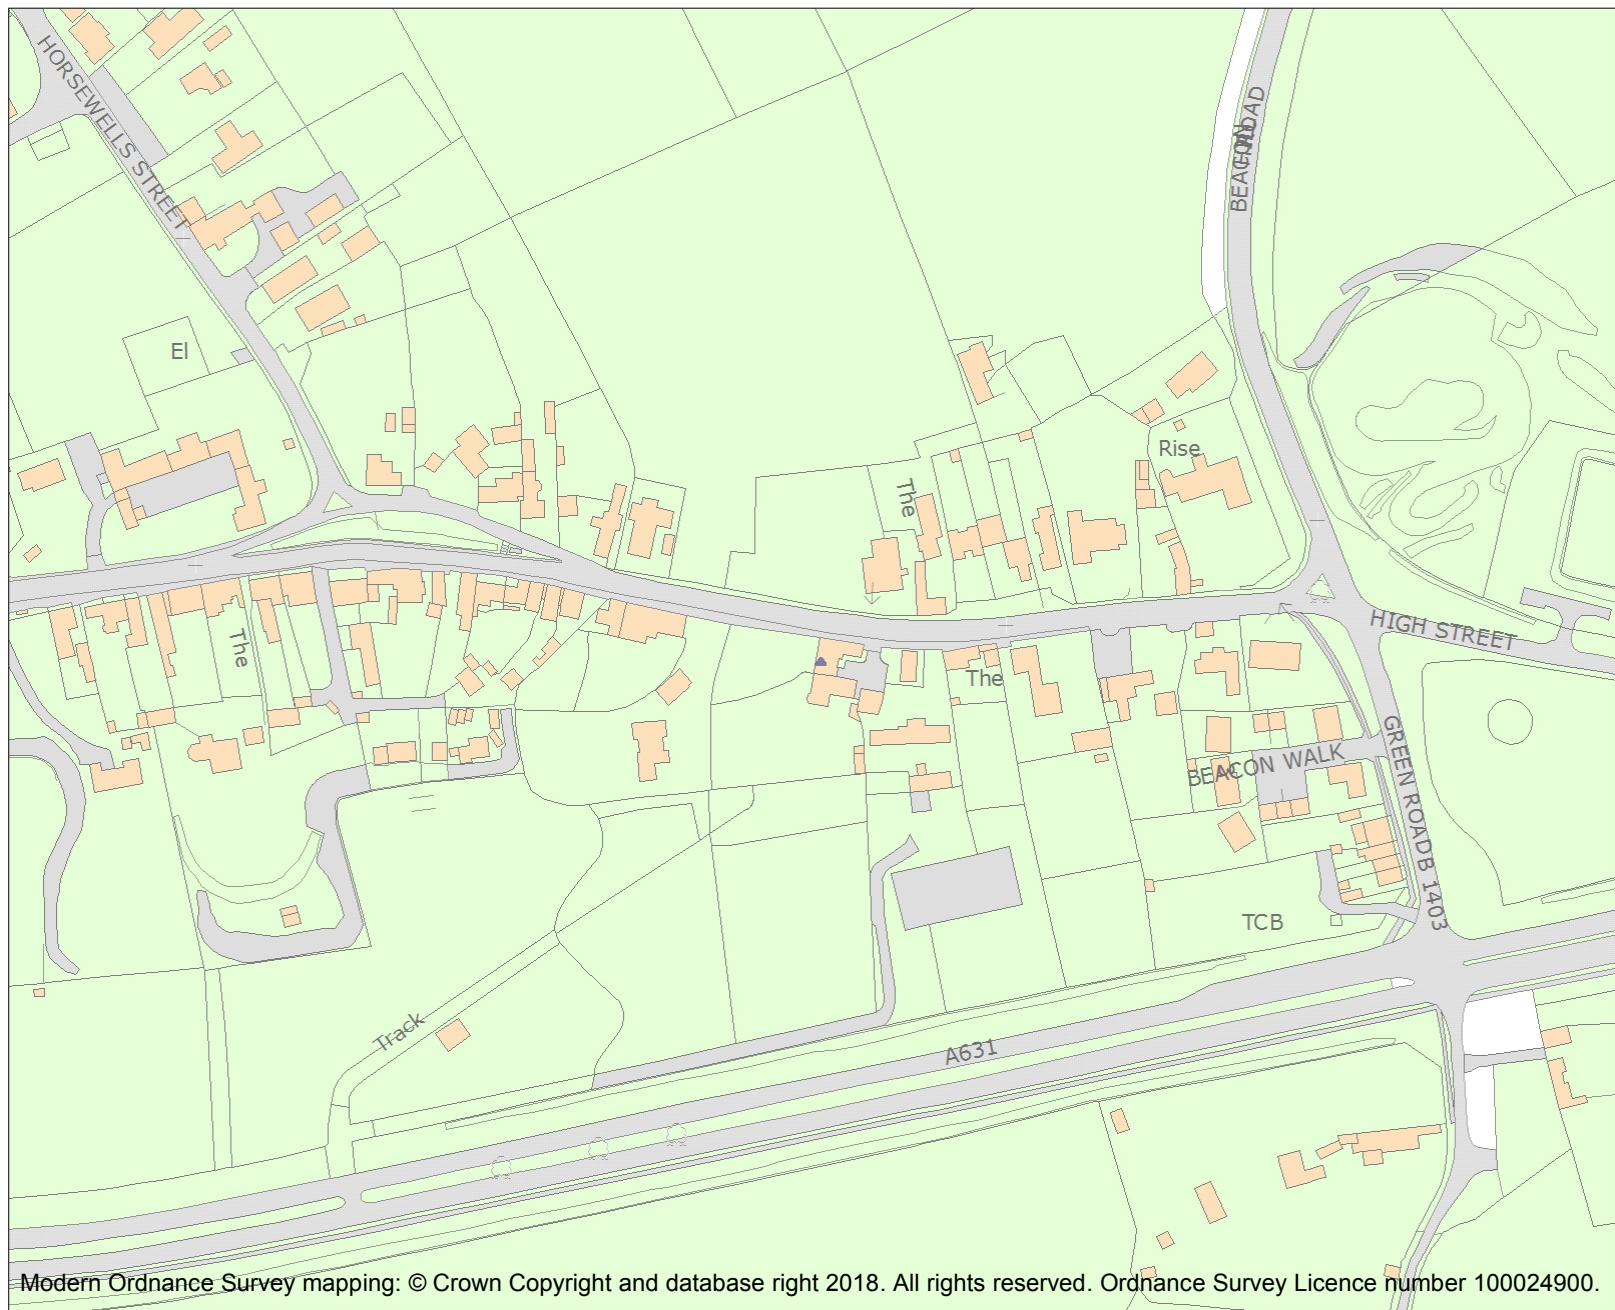 HORSEWELLS STREET
BEACON
ROAD
El
Rise
The
HIGH STREET
The
The
GREEN ROAD
BEACON WALK
B 1403
TCB
Track
A631
Modern Ordnance Survey mapping: © Crown Copyright and database right 2018. All rights reserved. Ordnance Survey Licence number 100024900.